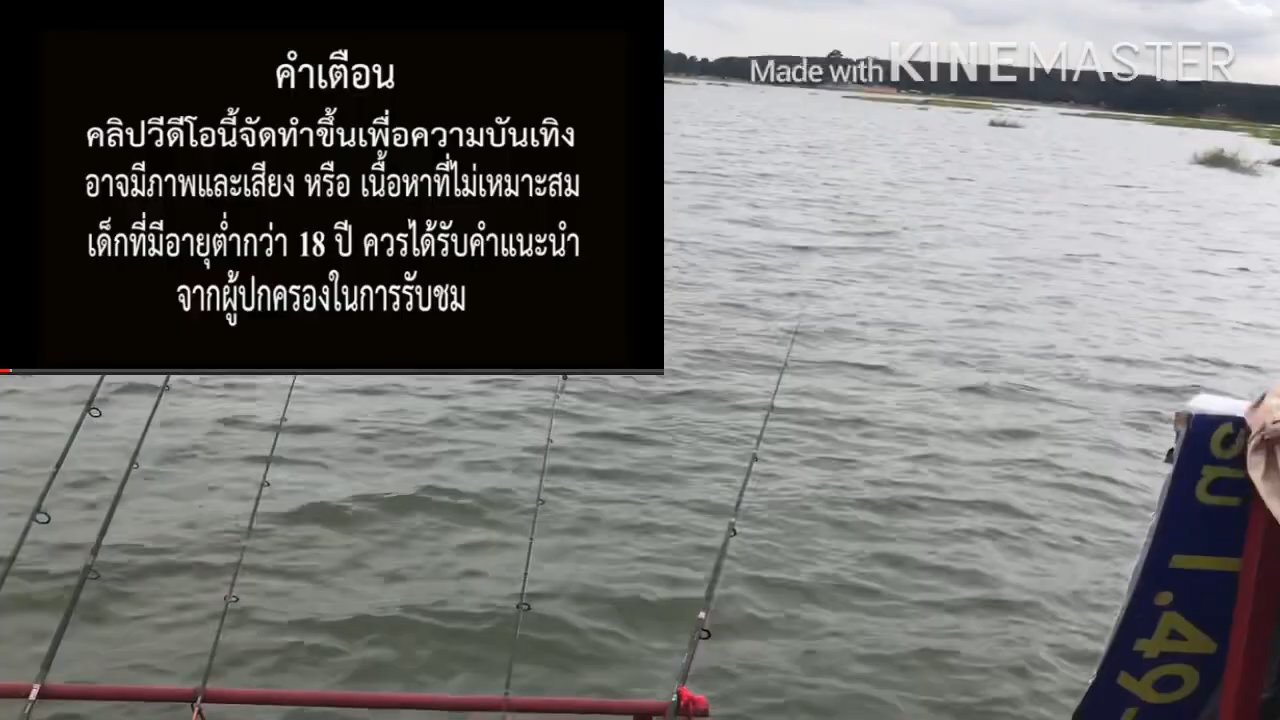 คำเตือน
คลิปวีดีโอนี้จัดทำขึ้นเพื่อความบันเทิง
อาจมีภาพและเสียง หรือ เนื้อหาที่ไม่เหมาะสม
เด็กที่มีอายุต่ำกว่า 18 ปี ควรได้รับคำแนะนำ
จากผู้ปกครองในการรับชม
Made with KINEMASTER
1.49